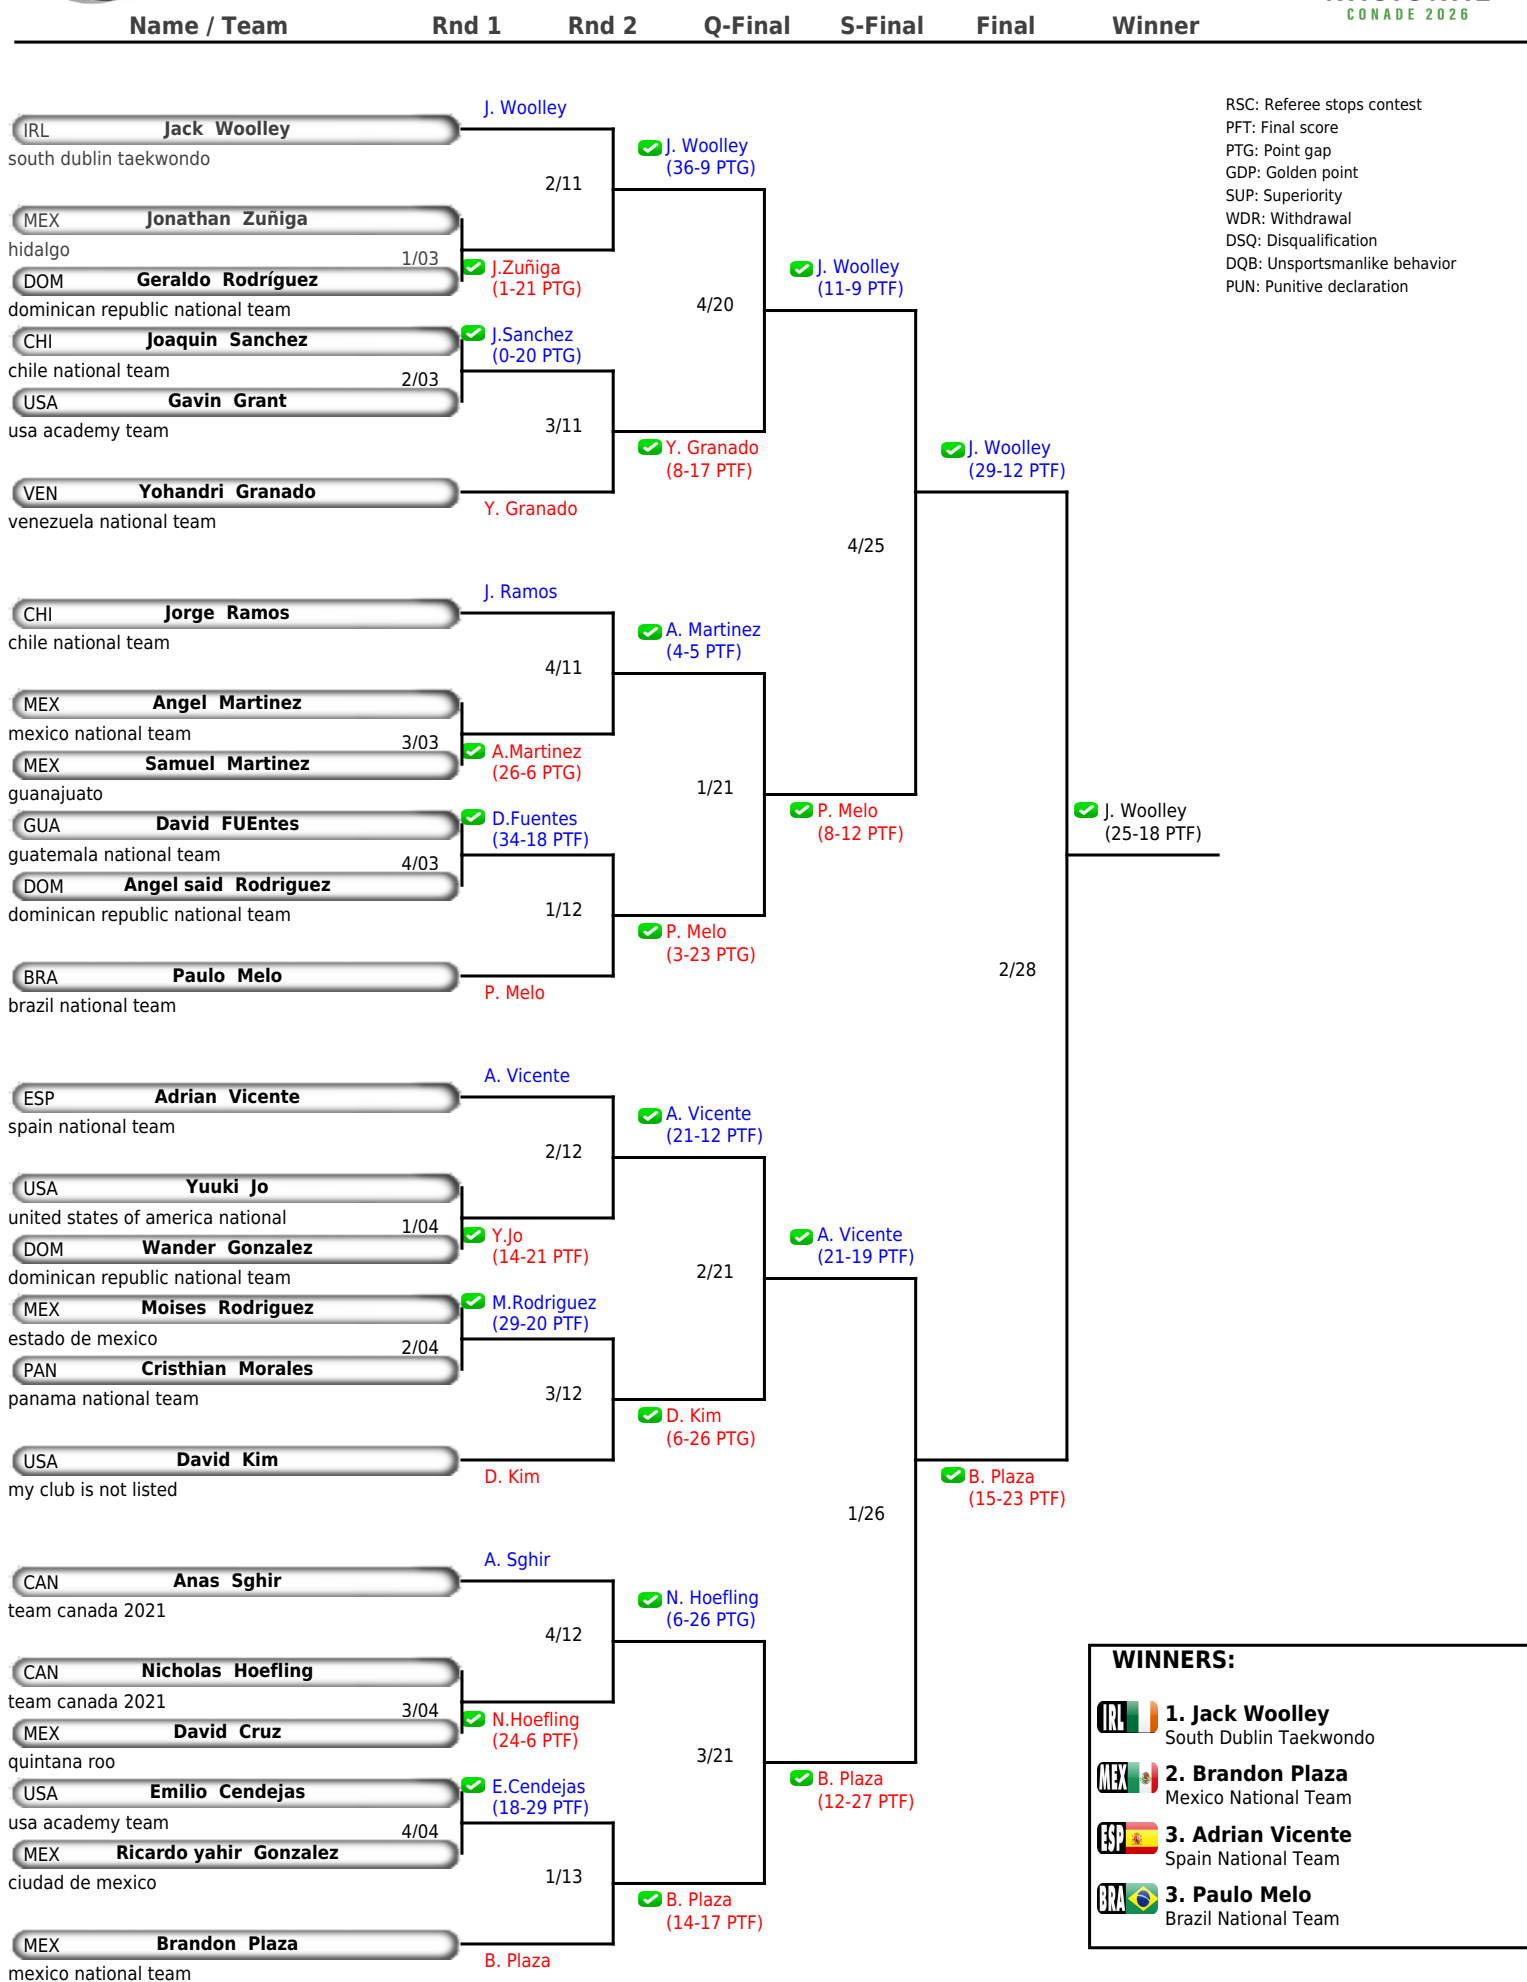 CONADE 2026
Name / Team Rnd 1 Rnd 2 Q-Final S-Final Final Winner
RSC: Referee stops contest
PFT: Final score
PTG: Point gap
GDP: Golden point
SUP: Superiority
WDR: Withdrawal
DSQ: Disqualification
DQB: Unsportsmanlike behavior
PUN: Punitive declaration
J. Woolley
IRL Jack Woolley
south dublin taekwondo
J. Woolley
(36-9 PTG)
2/11
MEX Jonathan Zuñiga
hidalgo
1/03
J.Zuñiga
(1-21 PTG)
DOM Geraldo Rodríguez
dominican republic national team
J. Woolley
(11-9 PTF)
4/20
CHI Joaquin Sanchez
chile national team
J.Sanchez
(0-20 PTG)
2/03
USA Gavin Grant
usa academy team
3/11
Y. Granado
(8-17 PTF)
VEN Yohandri Granado
venezuela national team
Y. Granado
J. Woolley
(29-12 PTF)
4/25
J. Ramos
CHI Jorge Ramos
chile national team
A. Martinez
(4-5 PTF)
4/11
MEX Angel Martinez
mexico national team
3/03
A.Martinez
(26-6 PTG)
MEX Samuel Martinez
guanajuato
1/21
P. Melo
(8-12 PTF)
GUA David FUEntes
guatemala national team
D.Fuentes
(34-18 PTF)
4/03
DOM Angel said Rodriguez
dominican republic national team
1/12
P. Melo
(3-23 PTG)
BRA Paulo Melo
brazil national team
P. Melo
J. Woolley
(25-18 PTF)
2/28
A. Vicente
ESP Adrian Vicente
spain national team
A. Vicente
(21-12 PTF)
2/12
USA Yuuki Jo
united states of america national
1/04
Y.Jo
(14-21 PTF)
DOM Wander Gonzalez
dominican republic national team
A. Vicente
(21-19 PTF)
2/21
MEX Moises Rodriguez
estado de mexico
M.Rodriguez
(29-20 PTF)
2/04
PAN Cristhian Morales
panama national team
3/12
D. Kim
(6-26 PTG)
USA David Kim
my club is not listed
D. Kim
B. Plaza
(15-23 PTF)
1/26
A. Sghir
CAN Anas Sghir
team canada 2021
N. Hoefling
(6-26 PTG)
4/12
CAN Nicholas Hoefling
team canada 2021
3/04
N.Hoefling
(24-6 PTF)
MEX David Cruz
quintana roo
3/21
B. Plaza
(12-27 PTF)
USA Emilio Cendejas
usa academy team
E.Cendejas
(18-29 PTF)
4/04
MEX Ricardo yahir Gonzalez
ciudad de mexico
1/13
B. Plaza
(14-17 PTF)
MEX Brandon Plaza
mexico national team
B. Plaza
WINNERS:
IRL 1. Jack Woolley
South Dublin Taekwondo
MEX 2. Brandon Plaza
Mexico National Team
ESP 3. Adrian Vicente
Spain National Team
BRA 3. Paulo Melo
Brazil National Team